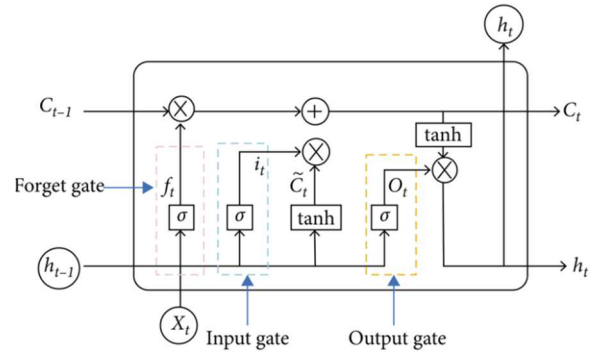 h_t
C_{t-1}
C_t
tanh
i_t
C̃_t
O_t
f_t
Forget gate
σ
σ
tanh
σ
h_{t-1}
h_t
X_t
Input gate
Output gate